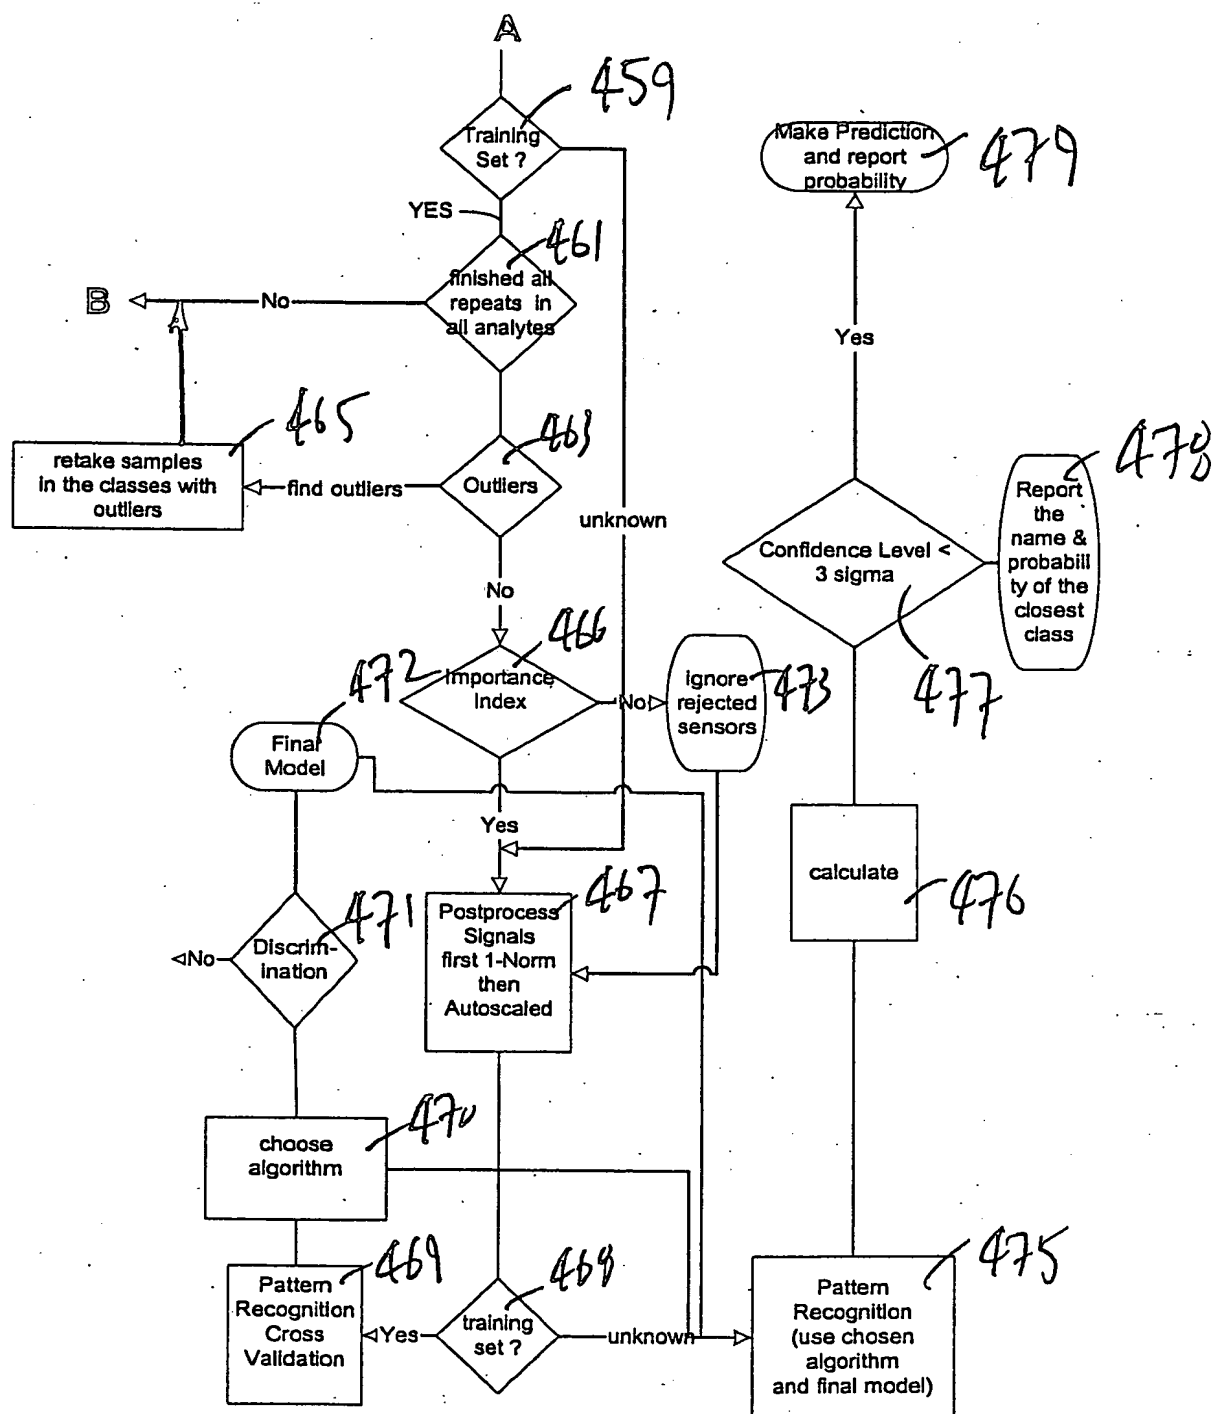 A
459
Training
Set ?
YES
461
finished all
repeats in
all analytes
B
No
465
retake samples
in the classes with
outliers
find outliers
463
Outliers
unknown
No
466
Importance
Index
No
473
ignore
rejected
sensors
472
Final
Model
Yes
467
Postprocess
Signals
first 1-Norm
then
Autoscaled
471
Discrim-
ination
No
470
choose
algorithm
469
Pattern
Recognition
Cross
Validation
Yes
468
training
set ?
unknown
475
Pattern
Recognition
(use chosen
algorithm
and final model)
calculate
476
Confidence Level <
3 sigma
477
478
Report
the
name &
probabili
ty of the
closest
class
Yes
Make Prediction
and report
probability
479